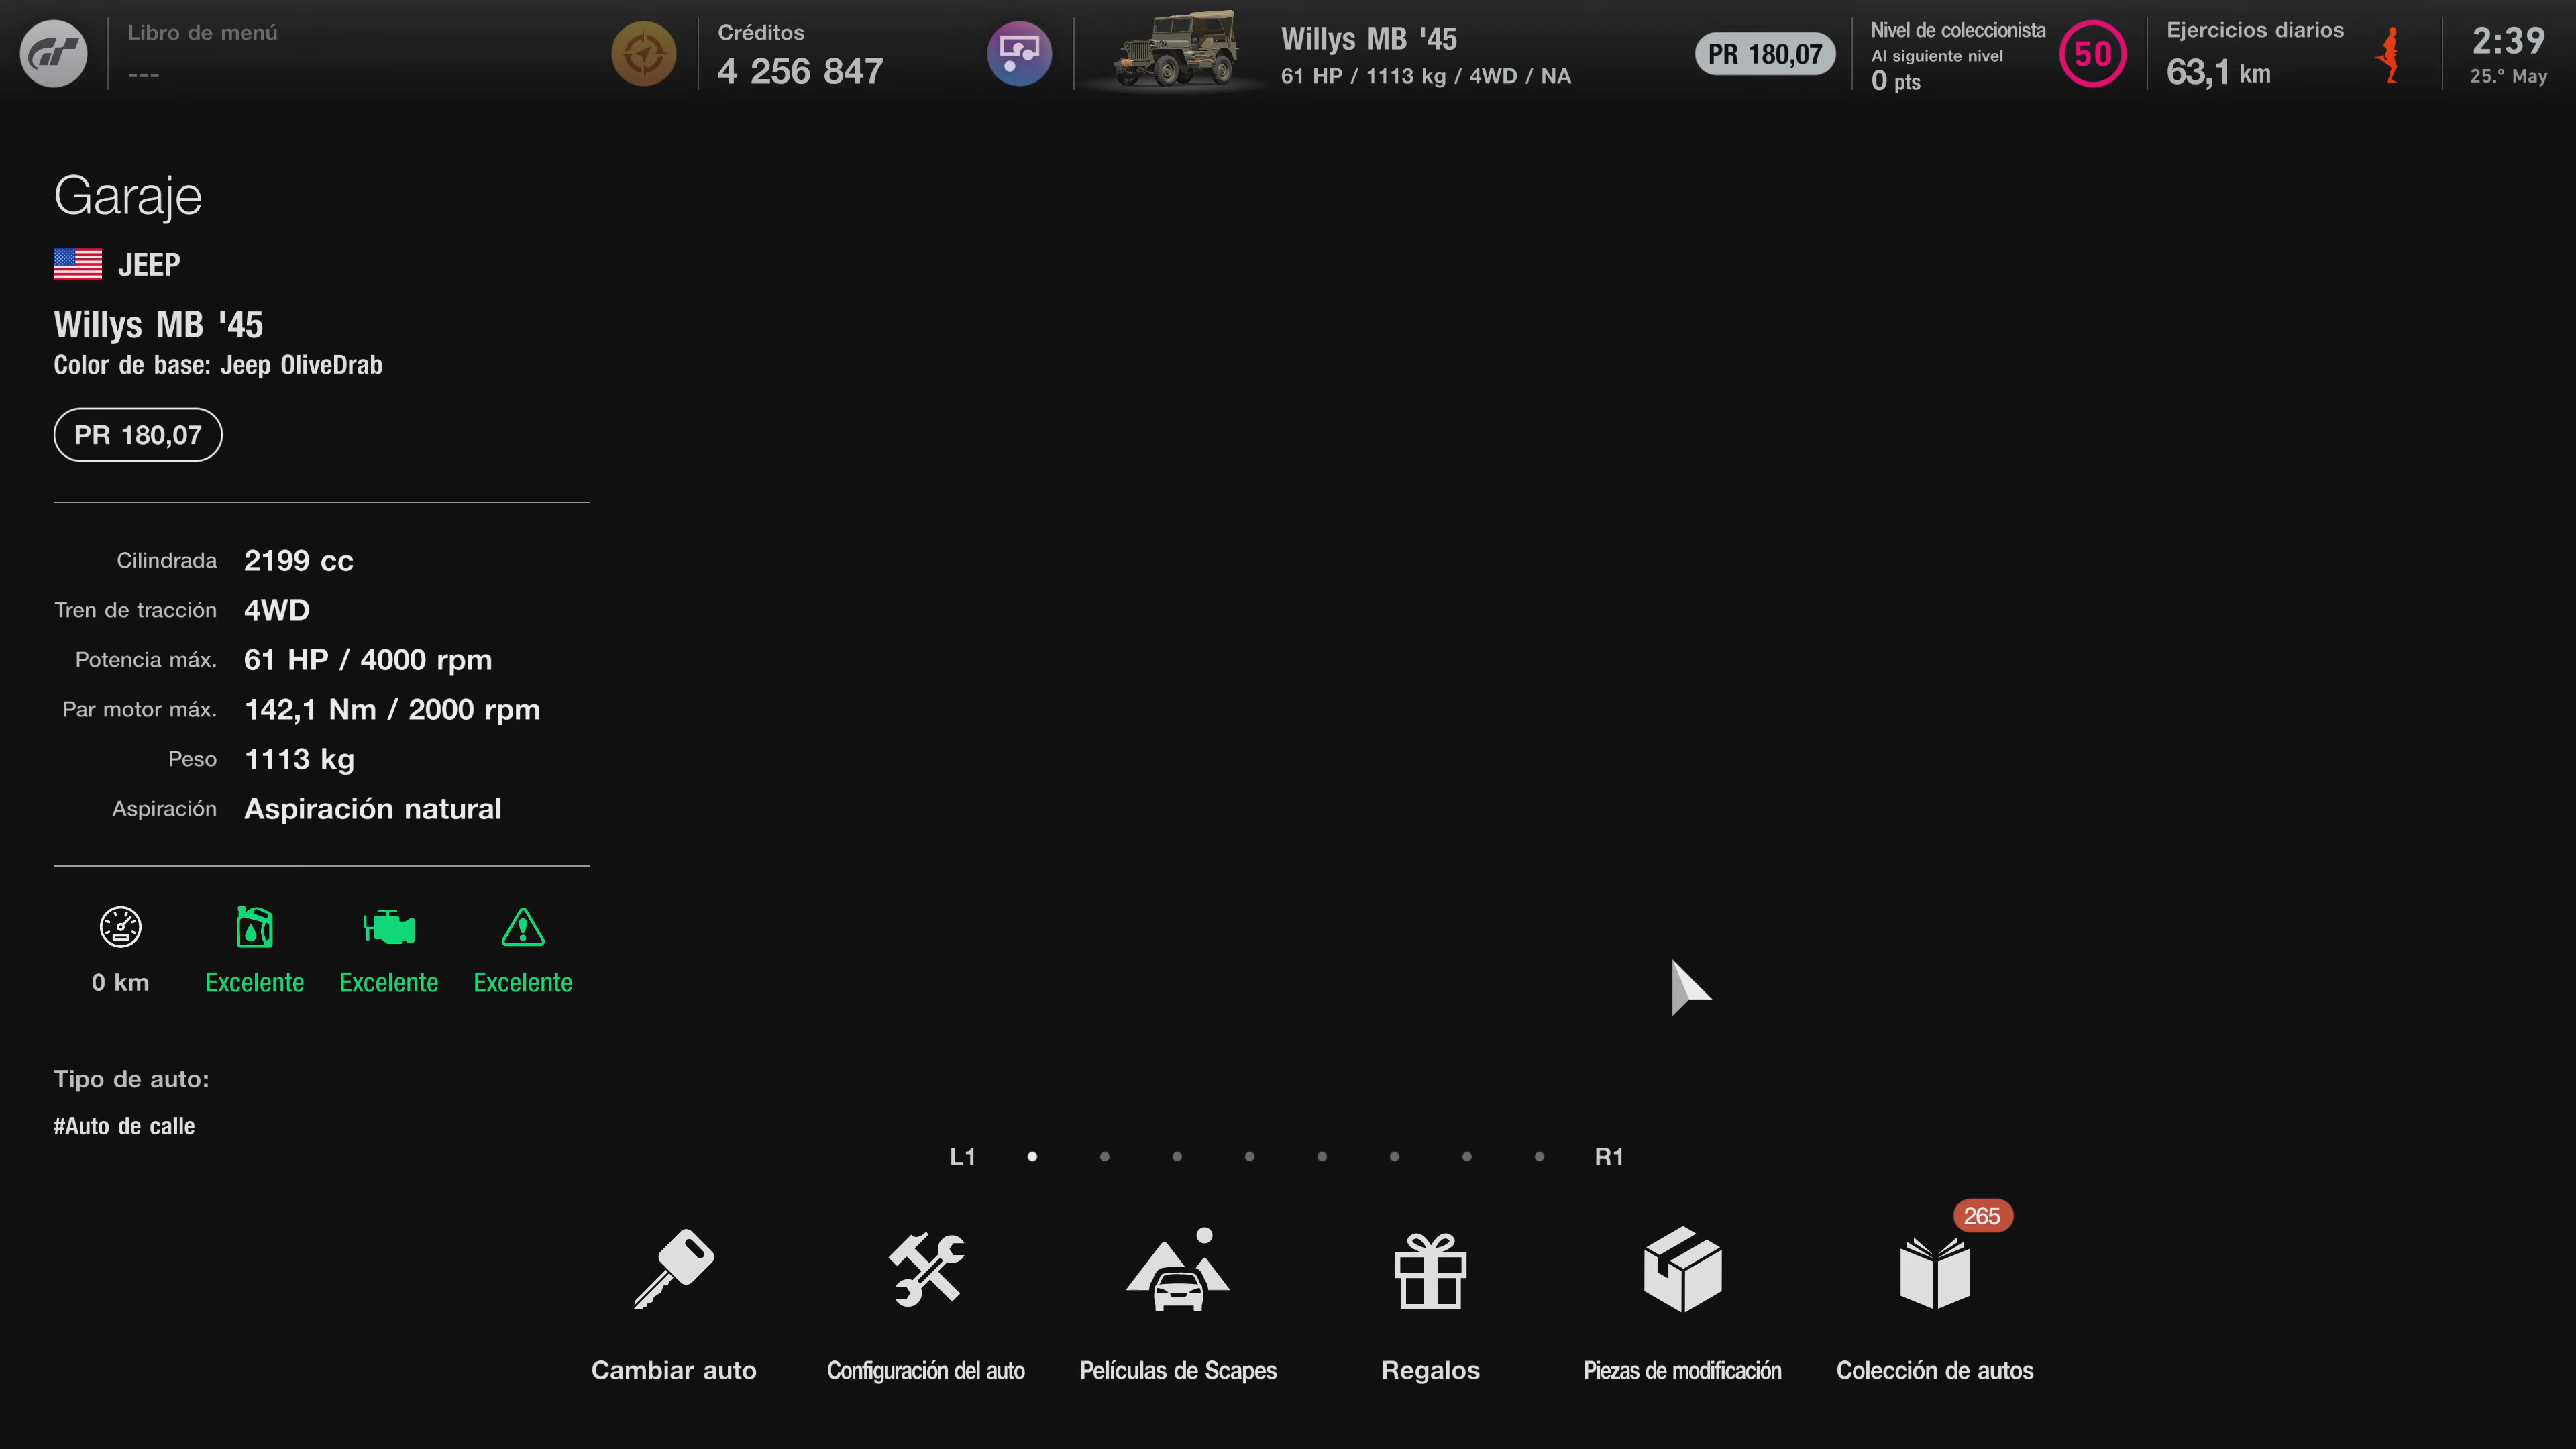 Libro de menú
---
Créditos
4 256 847
Willys MB '45
61 HP / 1113 kg / 4WD / NA
PR 180,07
Nivel de coleccionista
Al siguiente nivel
0 pts
50
Ejercicios diarios
63,1 km
2:39
25.º May
Garaje
JEEP
Willys MB '45
Color de base: Jeep OliveDrab
PR 180,07
Cilindrada 2199 cc
Tren de tracción 4WD
Potencia máx. 61 HP / 4000 rpm
Par motor máx. 142,1 Nm / 2000 rpm
Peso 1113 kg
Aspiración Aspiración natural
0 km Excelente Excelente Excelente
Tipo de auto:
#Auto de calle
L1 R1
265
Cambiar auto Configuración del auto Películas de Scapes Regalos Piezas de modificación Colección de autos